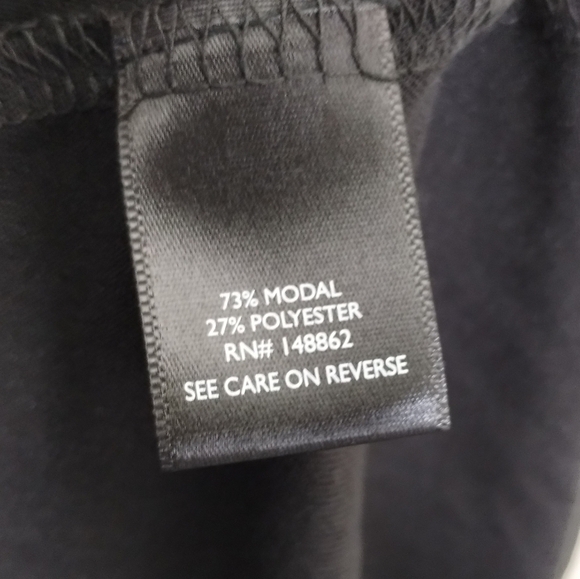 73% MODAL
27% POLYESTER
RN# 148862
SEE CARE ON REVERSE